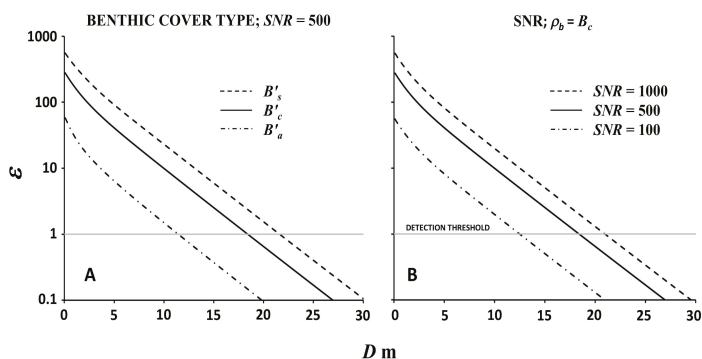 BENTHIC COVER TYPE; SNR = 500
SNR; ρb = Bc
1000
100
10
1
0.1
ε
B's
B'c
B'a
A
0 5 10 15 20 25 30
SNR = 1000
SNR = 500
SNR = 100
DETECTION THRESHOLD
B
0 5 10 15 20 25 30
D m